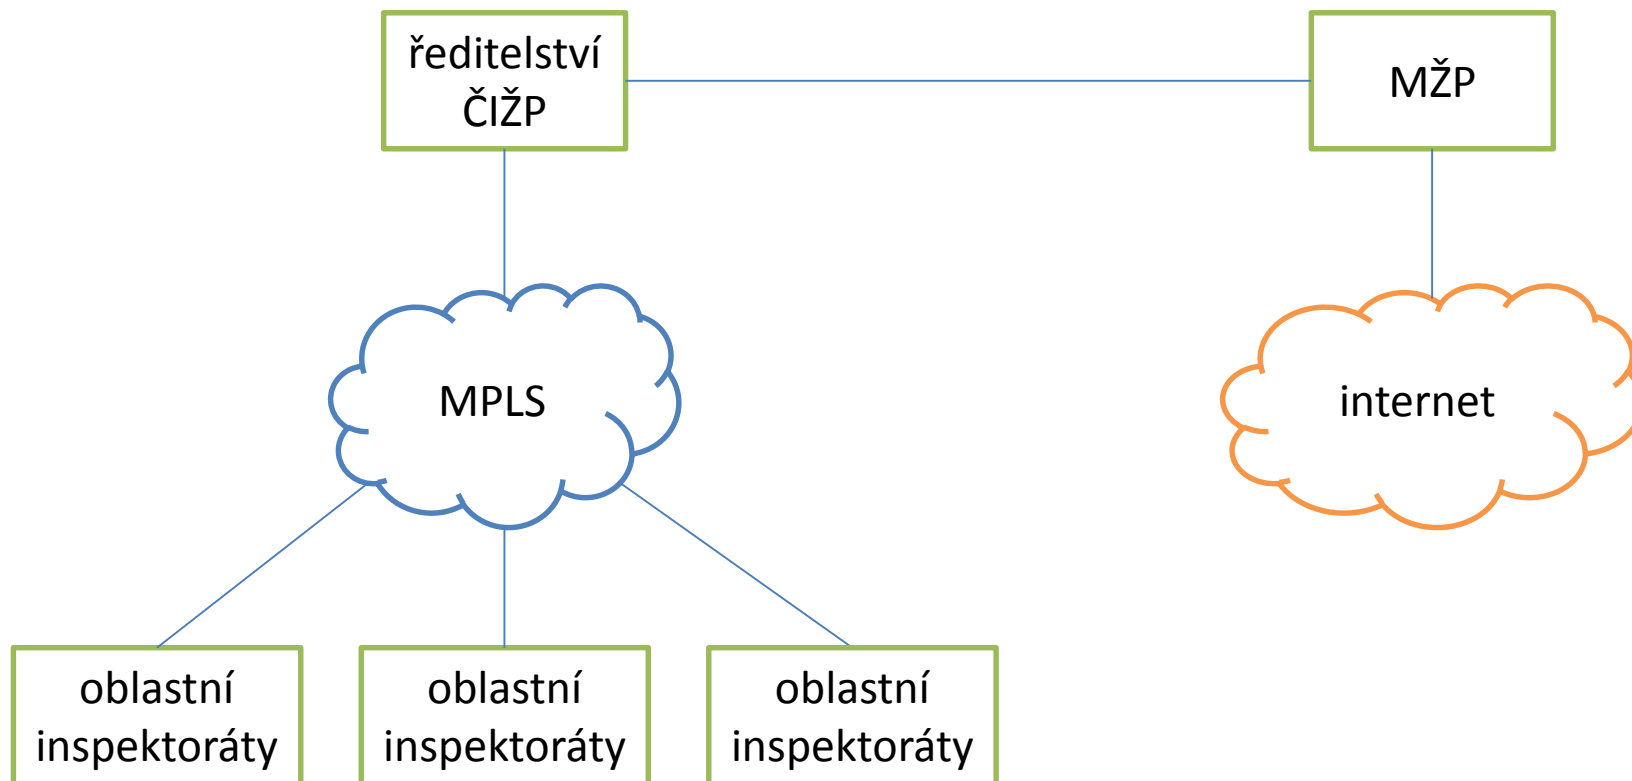 ředitelství
ČIŽP
MŽP
MPLS
internet
oblastní
inspektoráty
oblastní
inspektoráty
oblastní
inspektoráty